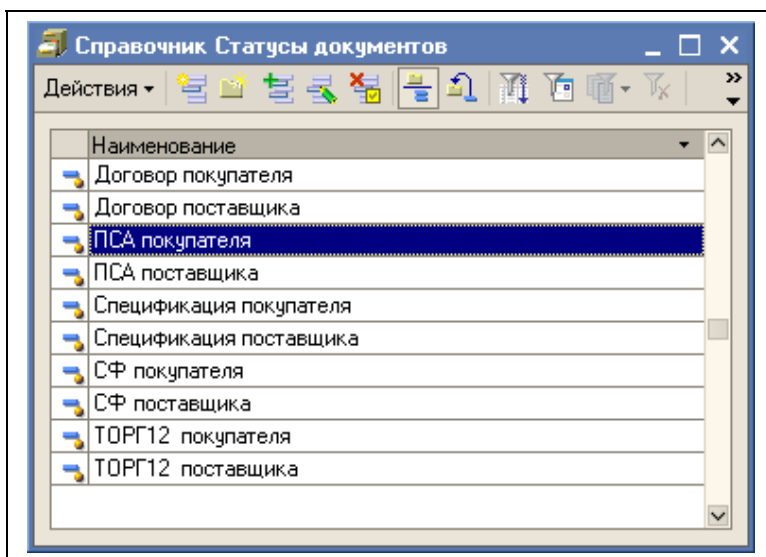 Справочник Статусы документов
Действия
Наименование
Договор покупателя
Договор поставщика
ПСА покупателя
ПСА поставщика
Спецификация покупателя
Спецификация поставщика
СФ покупателя
СФ поставщика
ТОРГ12 покупателя
ТОРГ12 поставщика